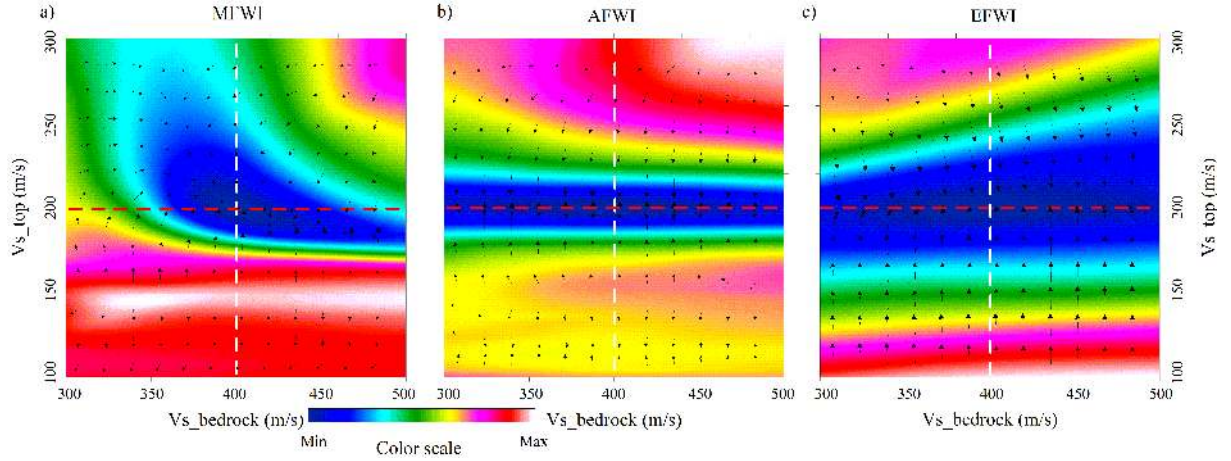 a) MFWI
b) AFWI
c) EFWI
300
250
200
150
100
Vs_top (m/s)
300
250
200
150
100
Vs_top (m/s)
300 350 400 450 500
300 350 400 450 500
300 350 400 450 500
Vs_bedrock (m/s)
Vs_bedrock (m/s)
Vs_bedrock (m/s)
Min
Max
Color scale